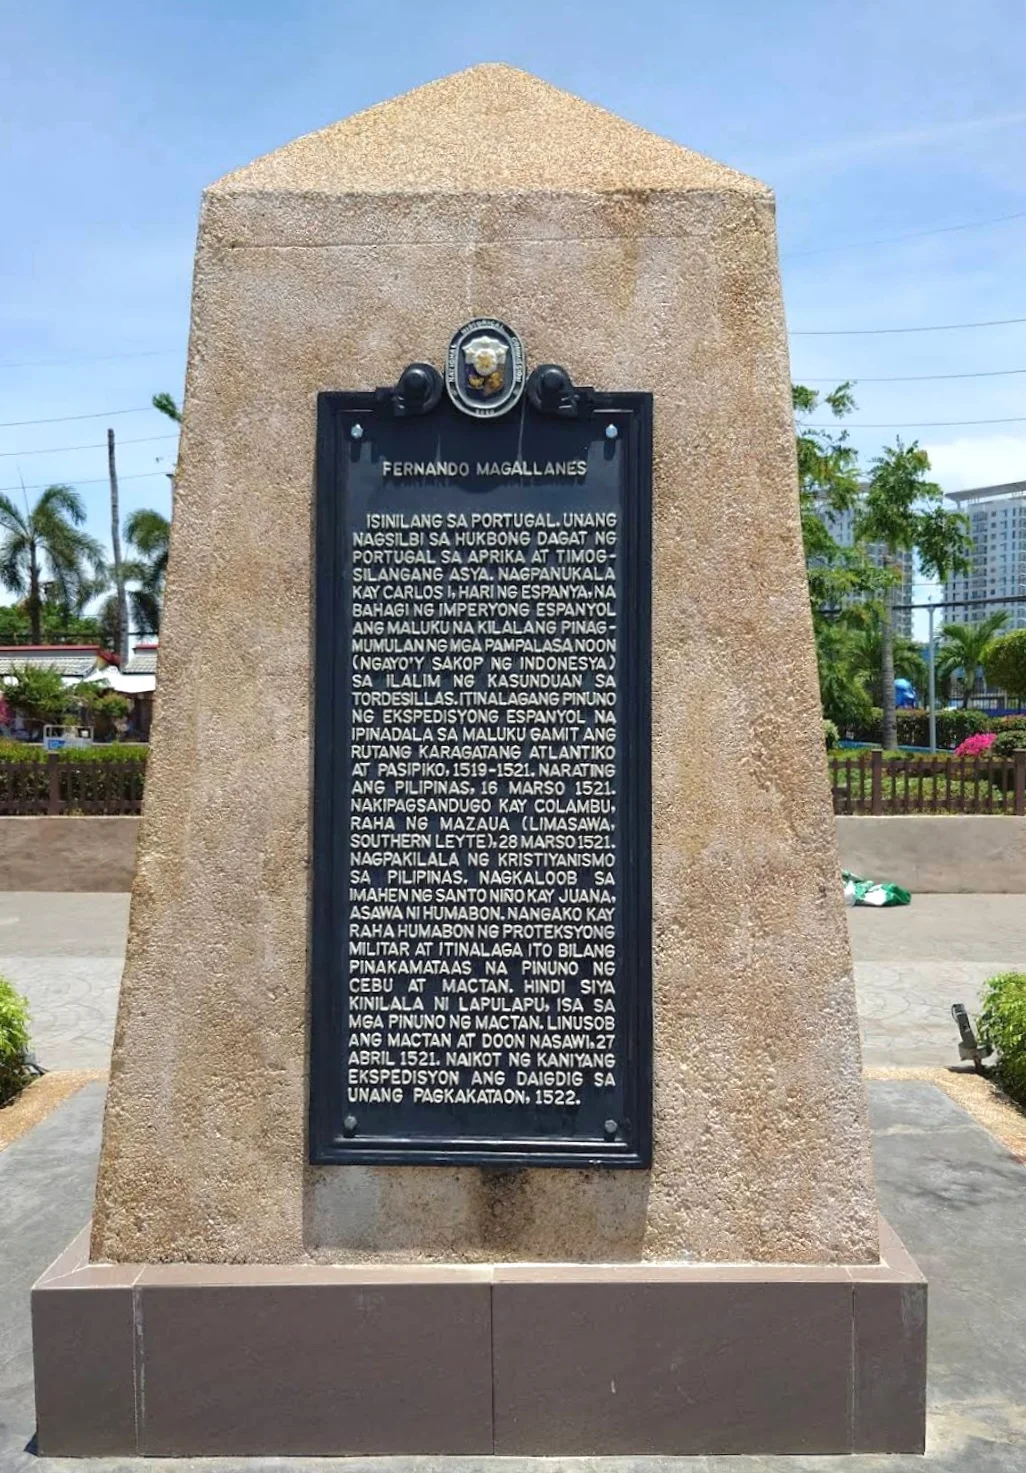 NATIONAL HISTORICAL COMMISSION
FERNANDO MAGALLANES
ISINILANG SA PORTUGAL. UNANG
NAGSILBI SA HUKBONG DAGAT NG
PORTUGAL SA APRIKA AT TIMOG-
SILANGANG ASYA. NAGPANUKALA
KAY CARLOS I, HARI NG ESPANYA, NA
BAHAGI NG IMPERYONG ESPANYOL
ANG MALUKU NA KILALANG PINAG-
MUMULAN NG MGA PAMPALASA NOON
(NGAYO'Y SAKOP NG INDONESYA)
SA ILALIM NG KASUNDUAN SA
TORDESILLAS. ITINALAGANG PINUNO
NG EKSPEDISYONG ESPANYOL NA
IPINADALA SA MALUKU GAMIT ANG
RUTANG KARAGATANG ATLANTIKO
AT PASIPIKO, 1519-1521. NARATING
ANG PILIPINAS, 16 MARSO 1521.
NAKIPAGSANDUGO KAY COLAMBU,
RAHA NG MAZAUA (LIMASAWA,
SOUTHERN LEYTE), 28 MARSO 1521.
NAGPAKILALA NG KRISTIYANISMO
SA PILIPINAS. NAGKALOOB SA
IMAHEN NG SANTO NIÑO KAY JUANA,
ASAWA NI HUMABON. NANGAKO KAY
RAHA HUMABON NG PROTEKSYONG
MILITAR AT ITINALAGA ITO BILANG
PINAKAMATAAS NA PINUNO NG
CEBU AT MACTAN. HINDI SIYA
KINILALA NI LAPULAPU, ISA SA
MGA PINUNO NG MACTAN. LINUSOB
ANG MACTAN AT DOON NASAWI, 27
ABRIL 1521. NAIKOT NG KANIYANG
EKSPEDISYON ANG DAIGDIG SA
UNANG PAGKAKATAON, 1522.